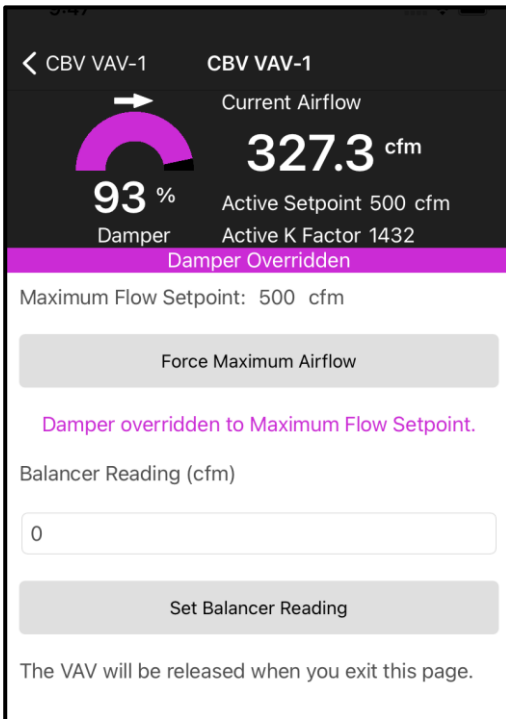 CBV VAV-1 CBV VAV-1
Current Airflow
327.3 cfm
93 %
Active Setpoint 500 cfm
Damper
Active K Factor 1432
Damper Overridden
Maximum Flow Setpoint: 500 cfm
Force Maximum Airflow
Damper overridden to Maximum Flow Setpoint.
Balancer Reading (cfm)
0
Set Balancer Reading
The VAV will be released when you exit this page.